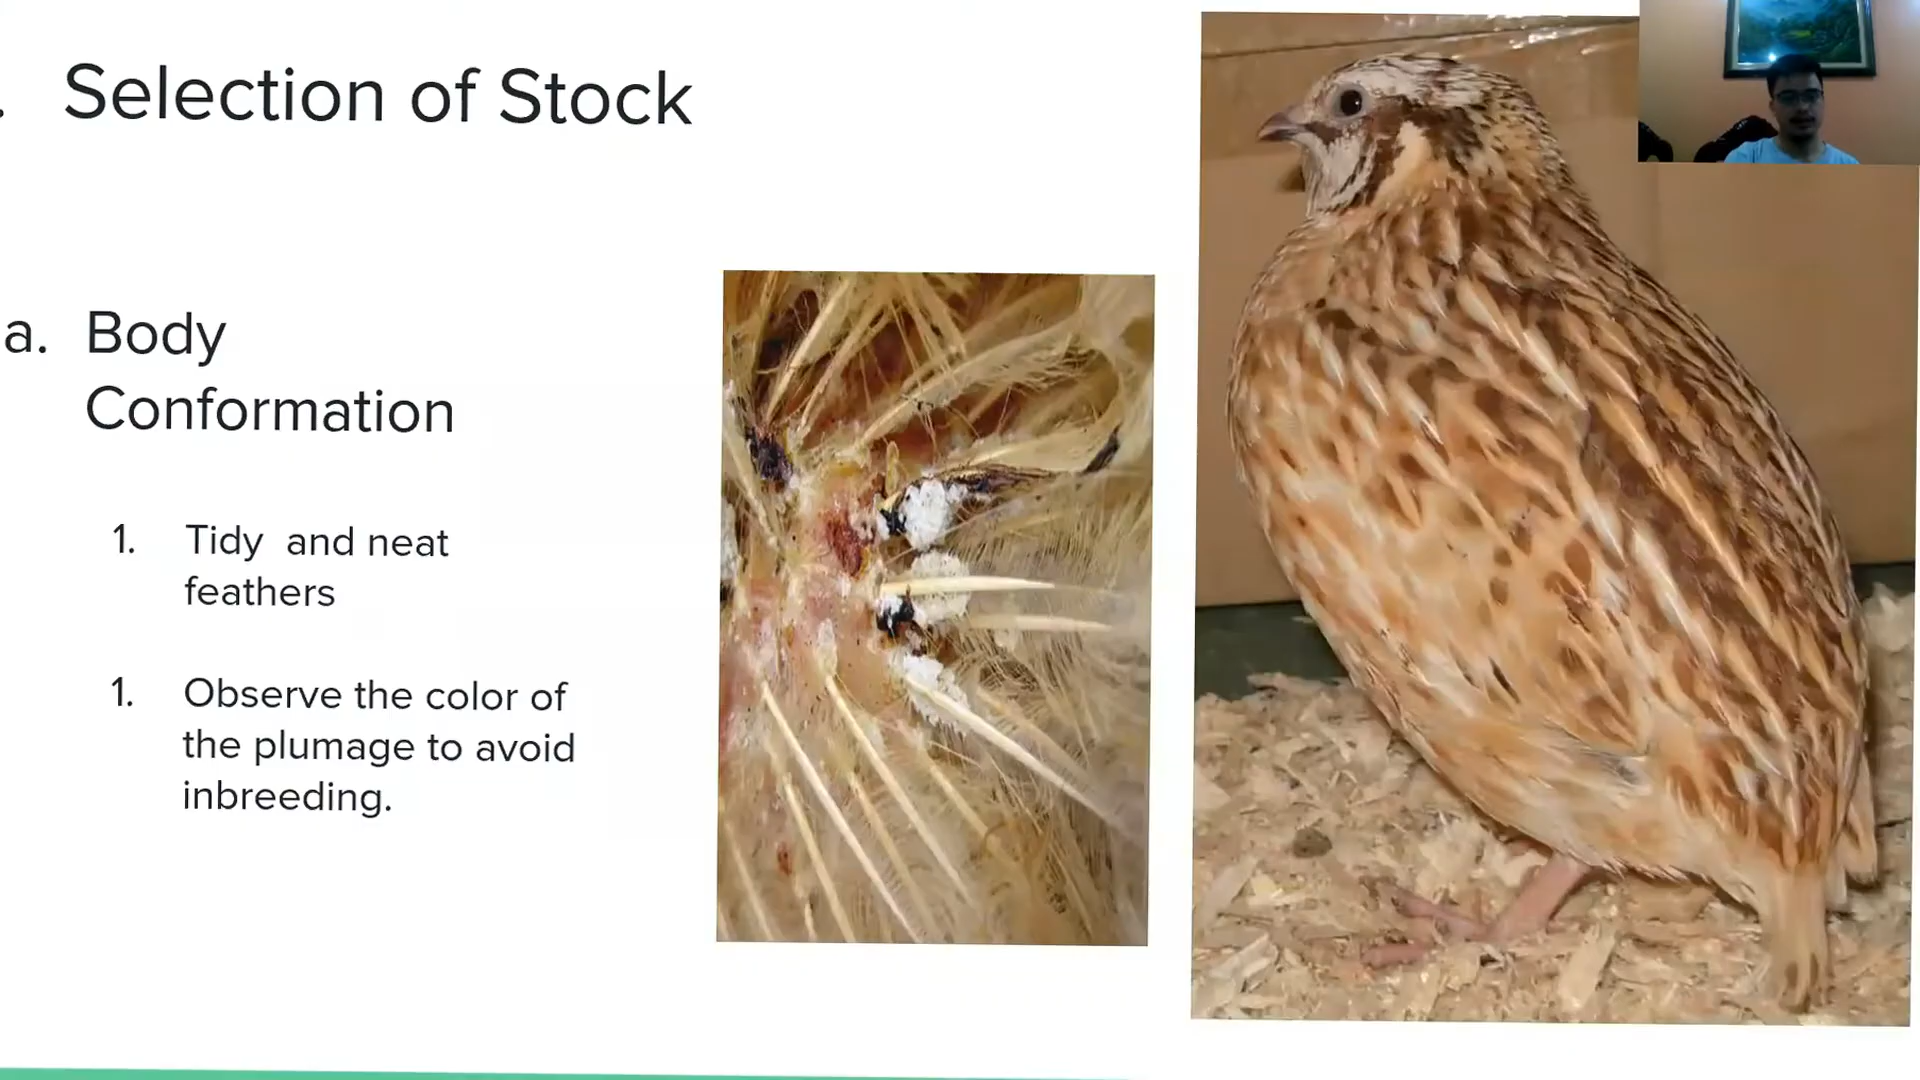 . Selection of Stock
a. Body
Conformation
1. Tidy and neat
feathers
1. Observe the color of
the plumage to avoid
inbreeding.